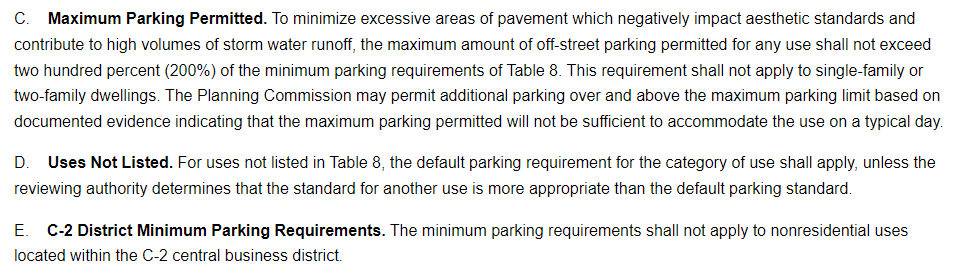 C. Maximum Parking Permitted. To minimize excessive areas of pavement which negatively impact aesthetic standards and
contribute to high volumes of storm water runoff, the maximum amount of off-street parking permitted for any use shall not exceed
two hundred percent (200%) of the minimum parking requirements of Table 8. This requirement shall not apply to single-family or
two-family dwellings. The Planning Commission may permit additional parking over and above the maximum parking limit based on
documented evidence indicating that the maximum parking permitted will not be sufficient to accommodate the use on a typical day.
D. Uses Not Listed. For uses not listed in Table 8, the default parking requirement for the category of use shall apply, unless the
reviewing authority determines that the standard for another use is more appropriate than the default parking standard.
E. C-2 District Minimum Parking Requirements. The minimum parking requirements shall not apply to nonresidential uses
located within the C-2 central business district.